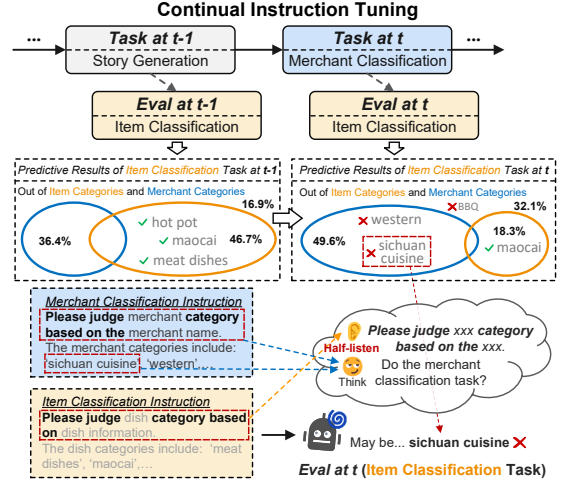 Continual Instruction Tuning
...
Task at t-1
Story Generation
Task at t
Merchant Classification
...
Eval at t-1
Item Classification
Eval at t
Item Classification
Predictive Results of Item Classification Task at t-1
Out of Item Categories and Merchant Categories
16.9%
36.4%
hot pot
maocai
meat dishes
46.7%
Predictive Results of Item Classification Task at t
Out of Item Categories and Merchant Categories
BBQ
32.1%
western
49.6%
sichuan
cuisine
18.3%
maocai
Merchant Classification Instruction
Please judge merchant category
based on the merchant name.
The merchant categories include:
'sichuan cuisine', 'western',...
Item Classification Instruction
Please judge dish category based
on dish information.
The dish categories include: 'meat
dishes', 'maocai',...
Half-listen
Think
Please judge xxx category
based on the xxx.
Do the merchant
classification task?
May be... sichuan cuisine
Eval at t (Item Classification Task)